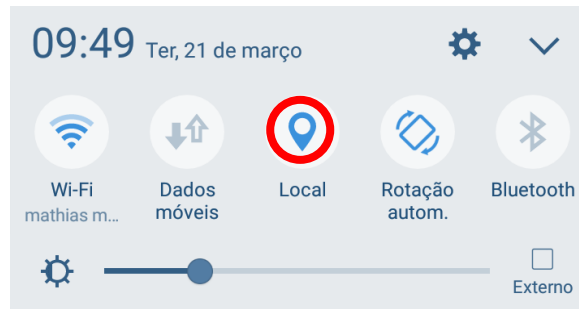 09:49 Ter, 21 de março
Wi-Fi Dados Local Rotação Bluetooth
mathias m... móveis autom.
Externo